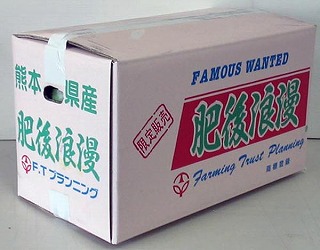 熊本 県産
肥後浪漫
F.T プランニング
FAMOUS WANTED
限定販売
肥後浪漫
Farming Trust Planning